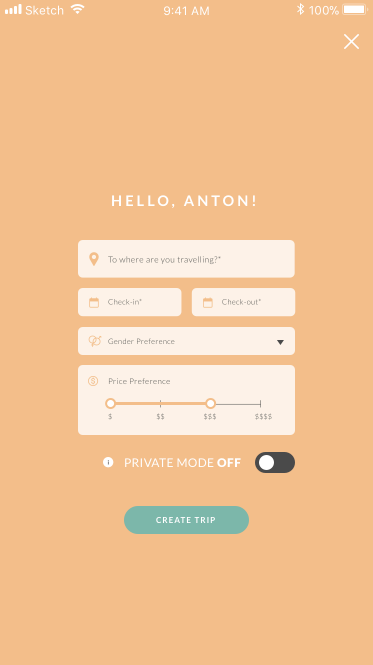 Sketch 9:41 AM 100%
HELLO, ANTON!
To where are you travelling?*
Check-in* Check-out*
Gender Preference
Price Preference
$ $$ $$$ $$$$
PRIVATE MODE OFF
CREATE TRIP